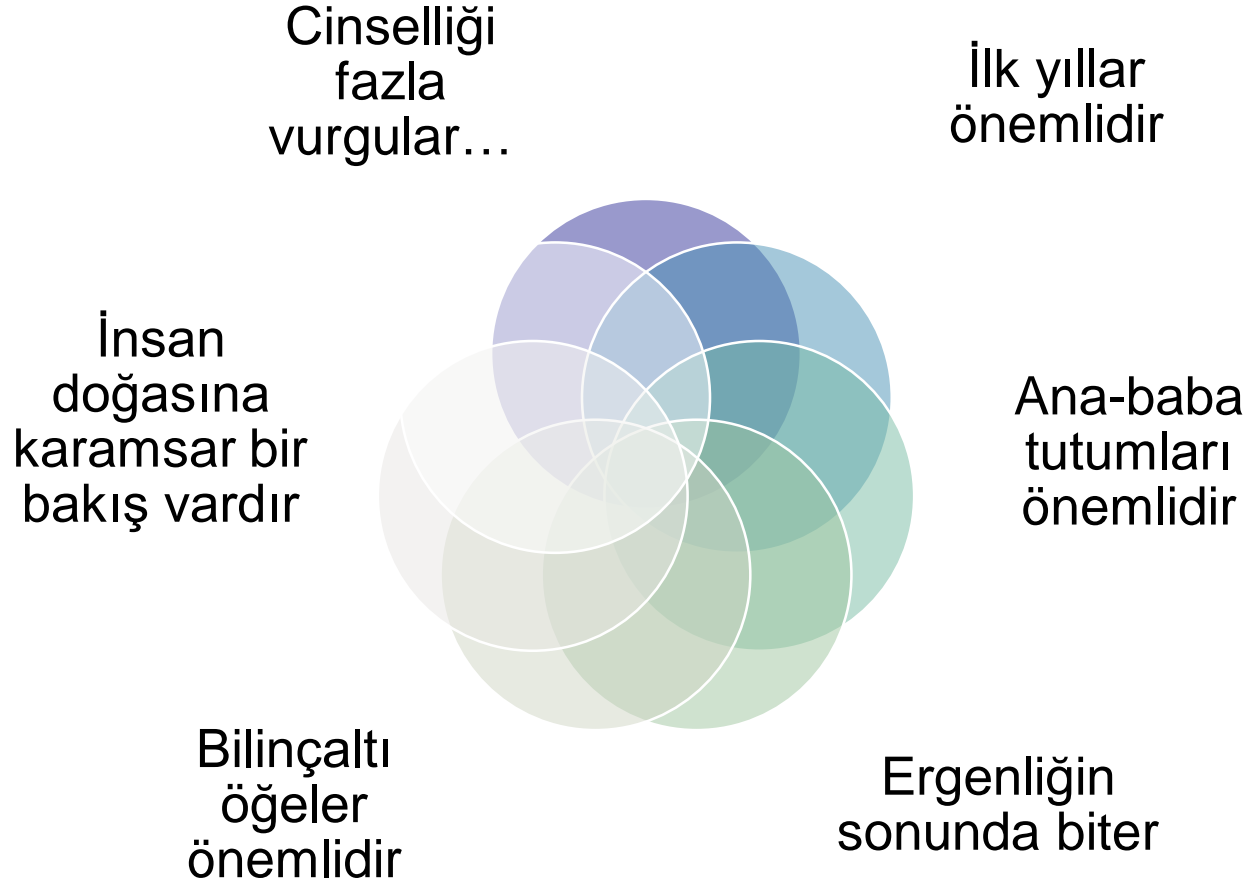 Cinselliği
fazla
vurgular…
İlk yıllar
önemlidir
Ana-baba
tutumları
önemlidir
Ergenliğin
sonunda biter
Bilinçaltı
öğeler
önemlidir
İnsan
doğasına
karamsar bir
bakış vardır